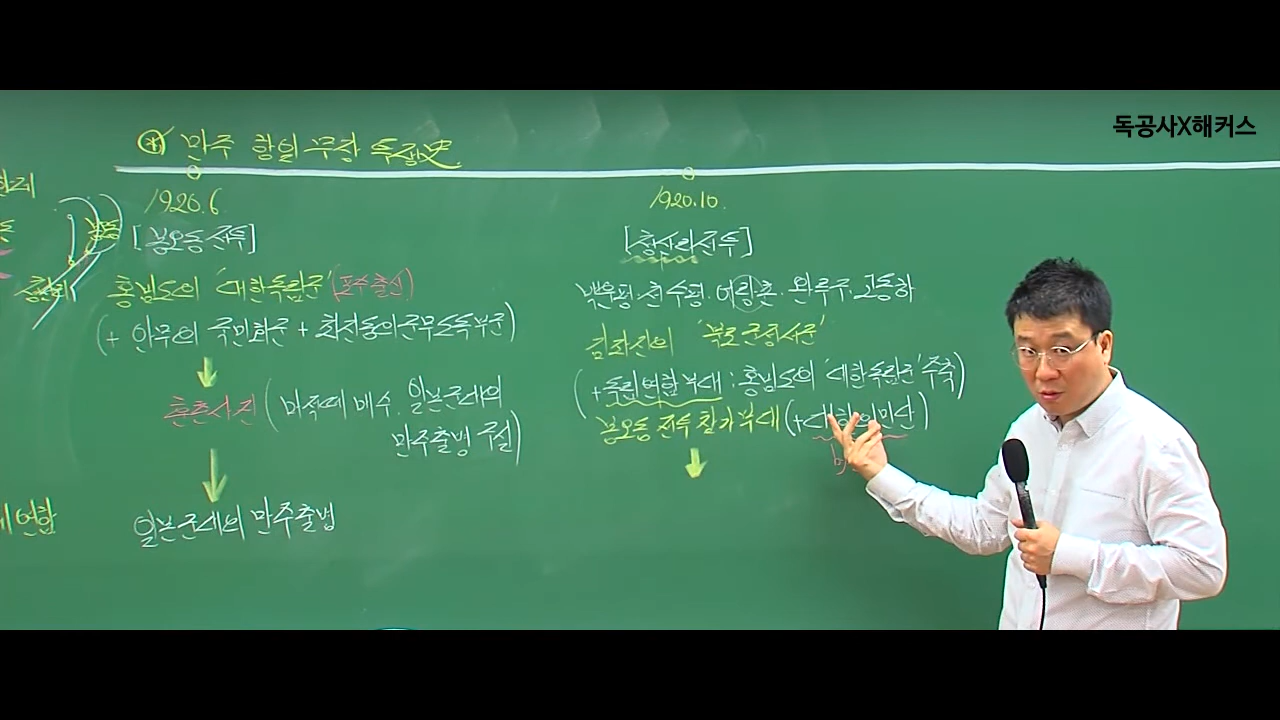 독공사X해커스
* 만주 항일 무장 투쟁史
1920.6
[봉오동 전투]
홍범도의 '대한독립군' (포수출신)
(+ 안무의 국민회군 + 최진동의 군무도독부군)
↓
훈춘사건 (마적떼 매수. 일본군대의
만주출병 구실)
↓
일본군대의 만주출병
1920.10.
[청산리전투]
백운평. 천수평. 어랑촌. 완루구. 고동하
김좌진의 '북로군정서군'
(+독립연합부대 : 홍범도의 '대한독립군' 주축)
봉오동 전투 참가부대 (+대한의민단)
↓